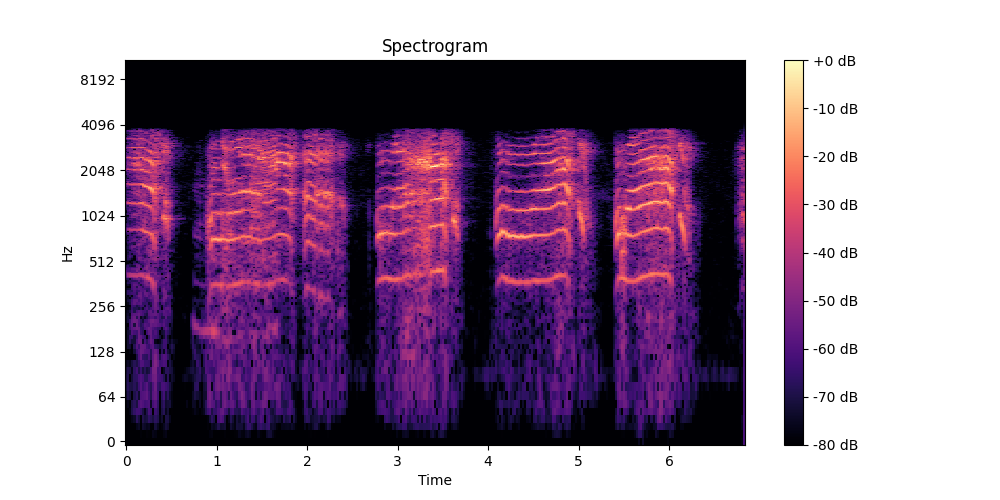 Spectrogram
8192
4096
2048
1024
512
256
128
64
0
Hz
0 1 2 3 4 5 6
Time
+0 dB
-10 dB
-20 dB
-30 dB
-40 dB
-50 dB
-60 dB
-70 dB
-80 dB